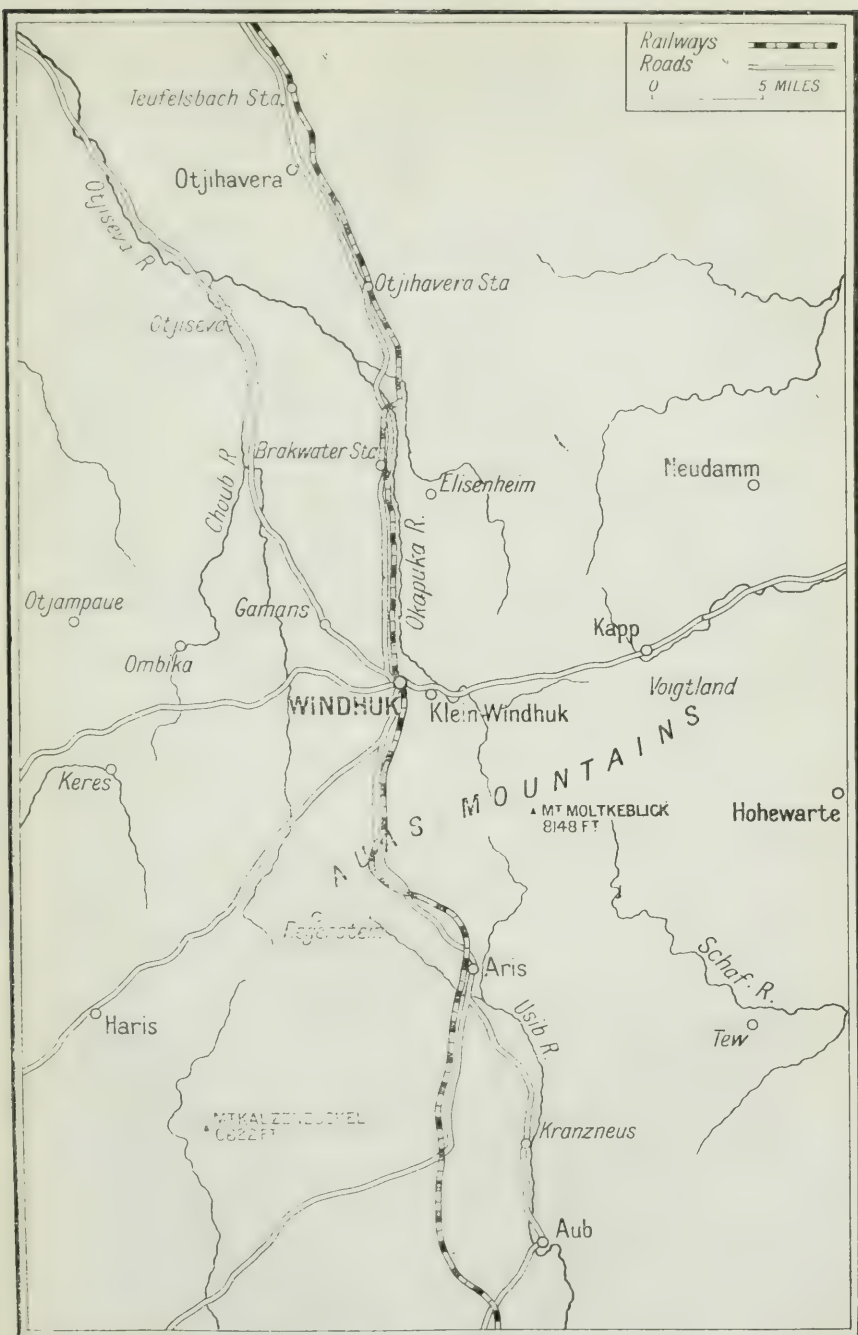 Railways
Roads
0 5 MILES
Teufelsbach Sta.
Otjihavera
Otjiseva R
Otjihavera Sta
Otjiseva
Brakwater Sta.
Choub R
Elisenheim
Neudamm
Okapuka R.
Otjampaue
Gamans
Kapp
Ombika
WINDHUK
Klein-Windhuk
Voigtland
Keres
AUAS MOUNTAINS
MT MOLTKEBLICK
8148 FT
Hohewarte
Aris
Schaf. R.
Haris
Usib R.
Tew
Kranzneus
Aub